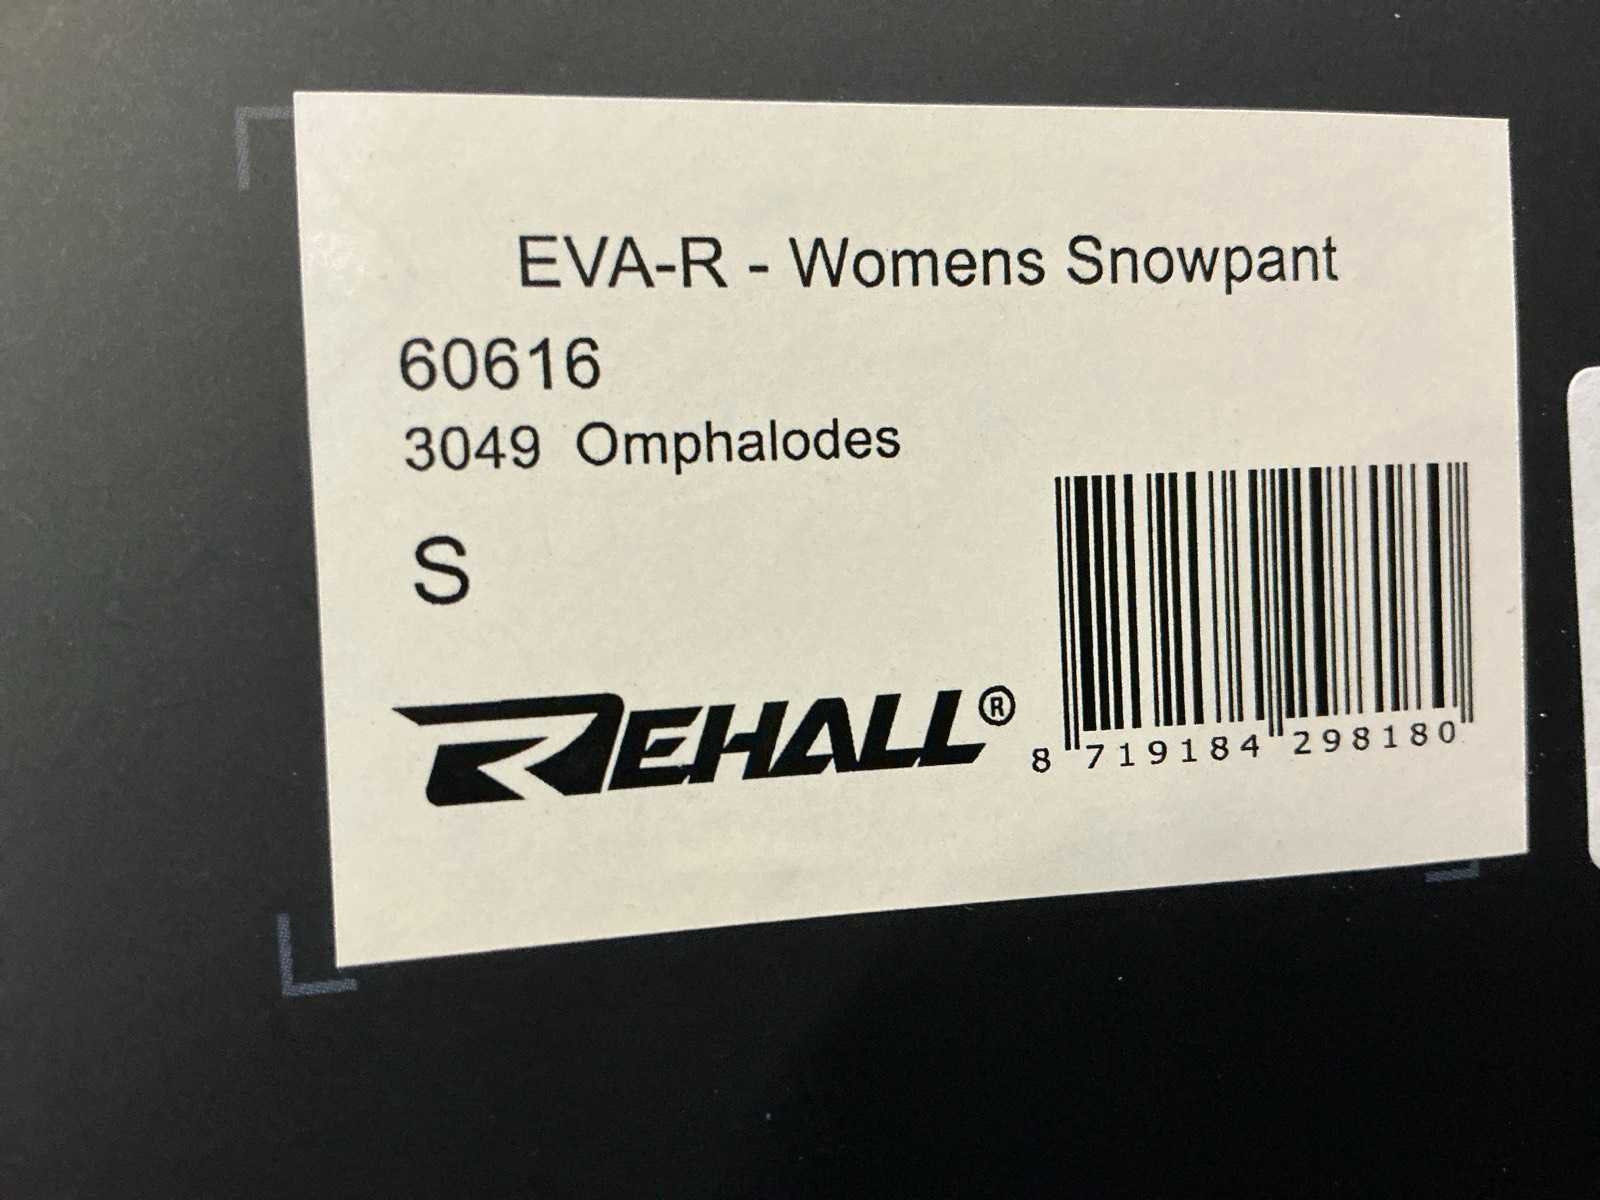 EVA-R - Womens Snowpant
60616
3049 Omphalodes
S
REHALL®
8 719184 298180